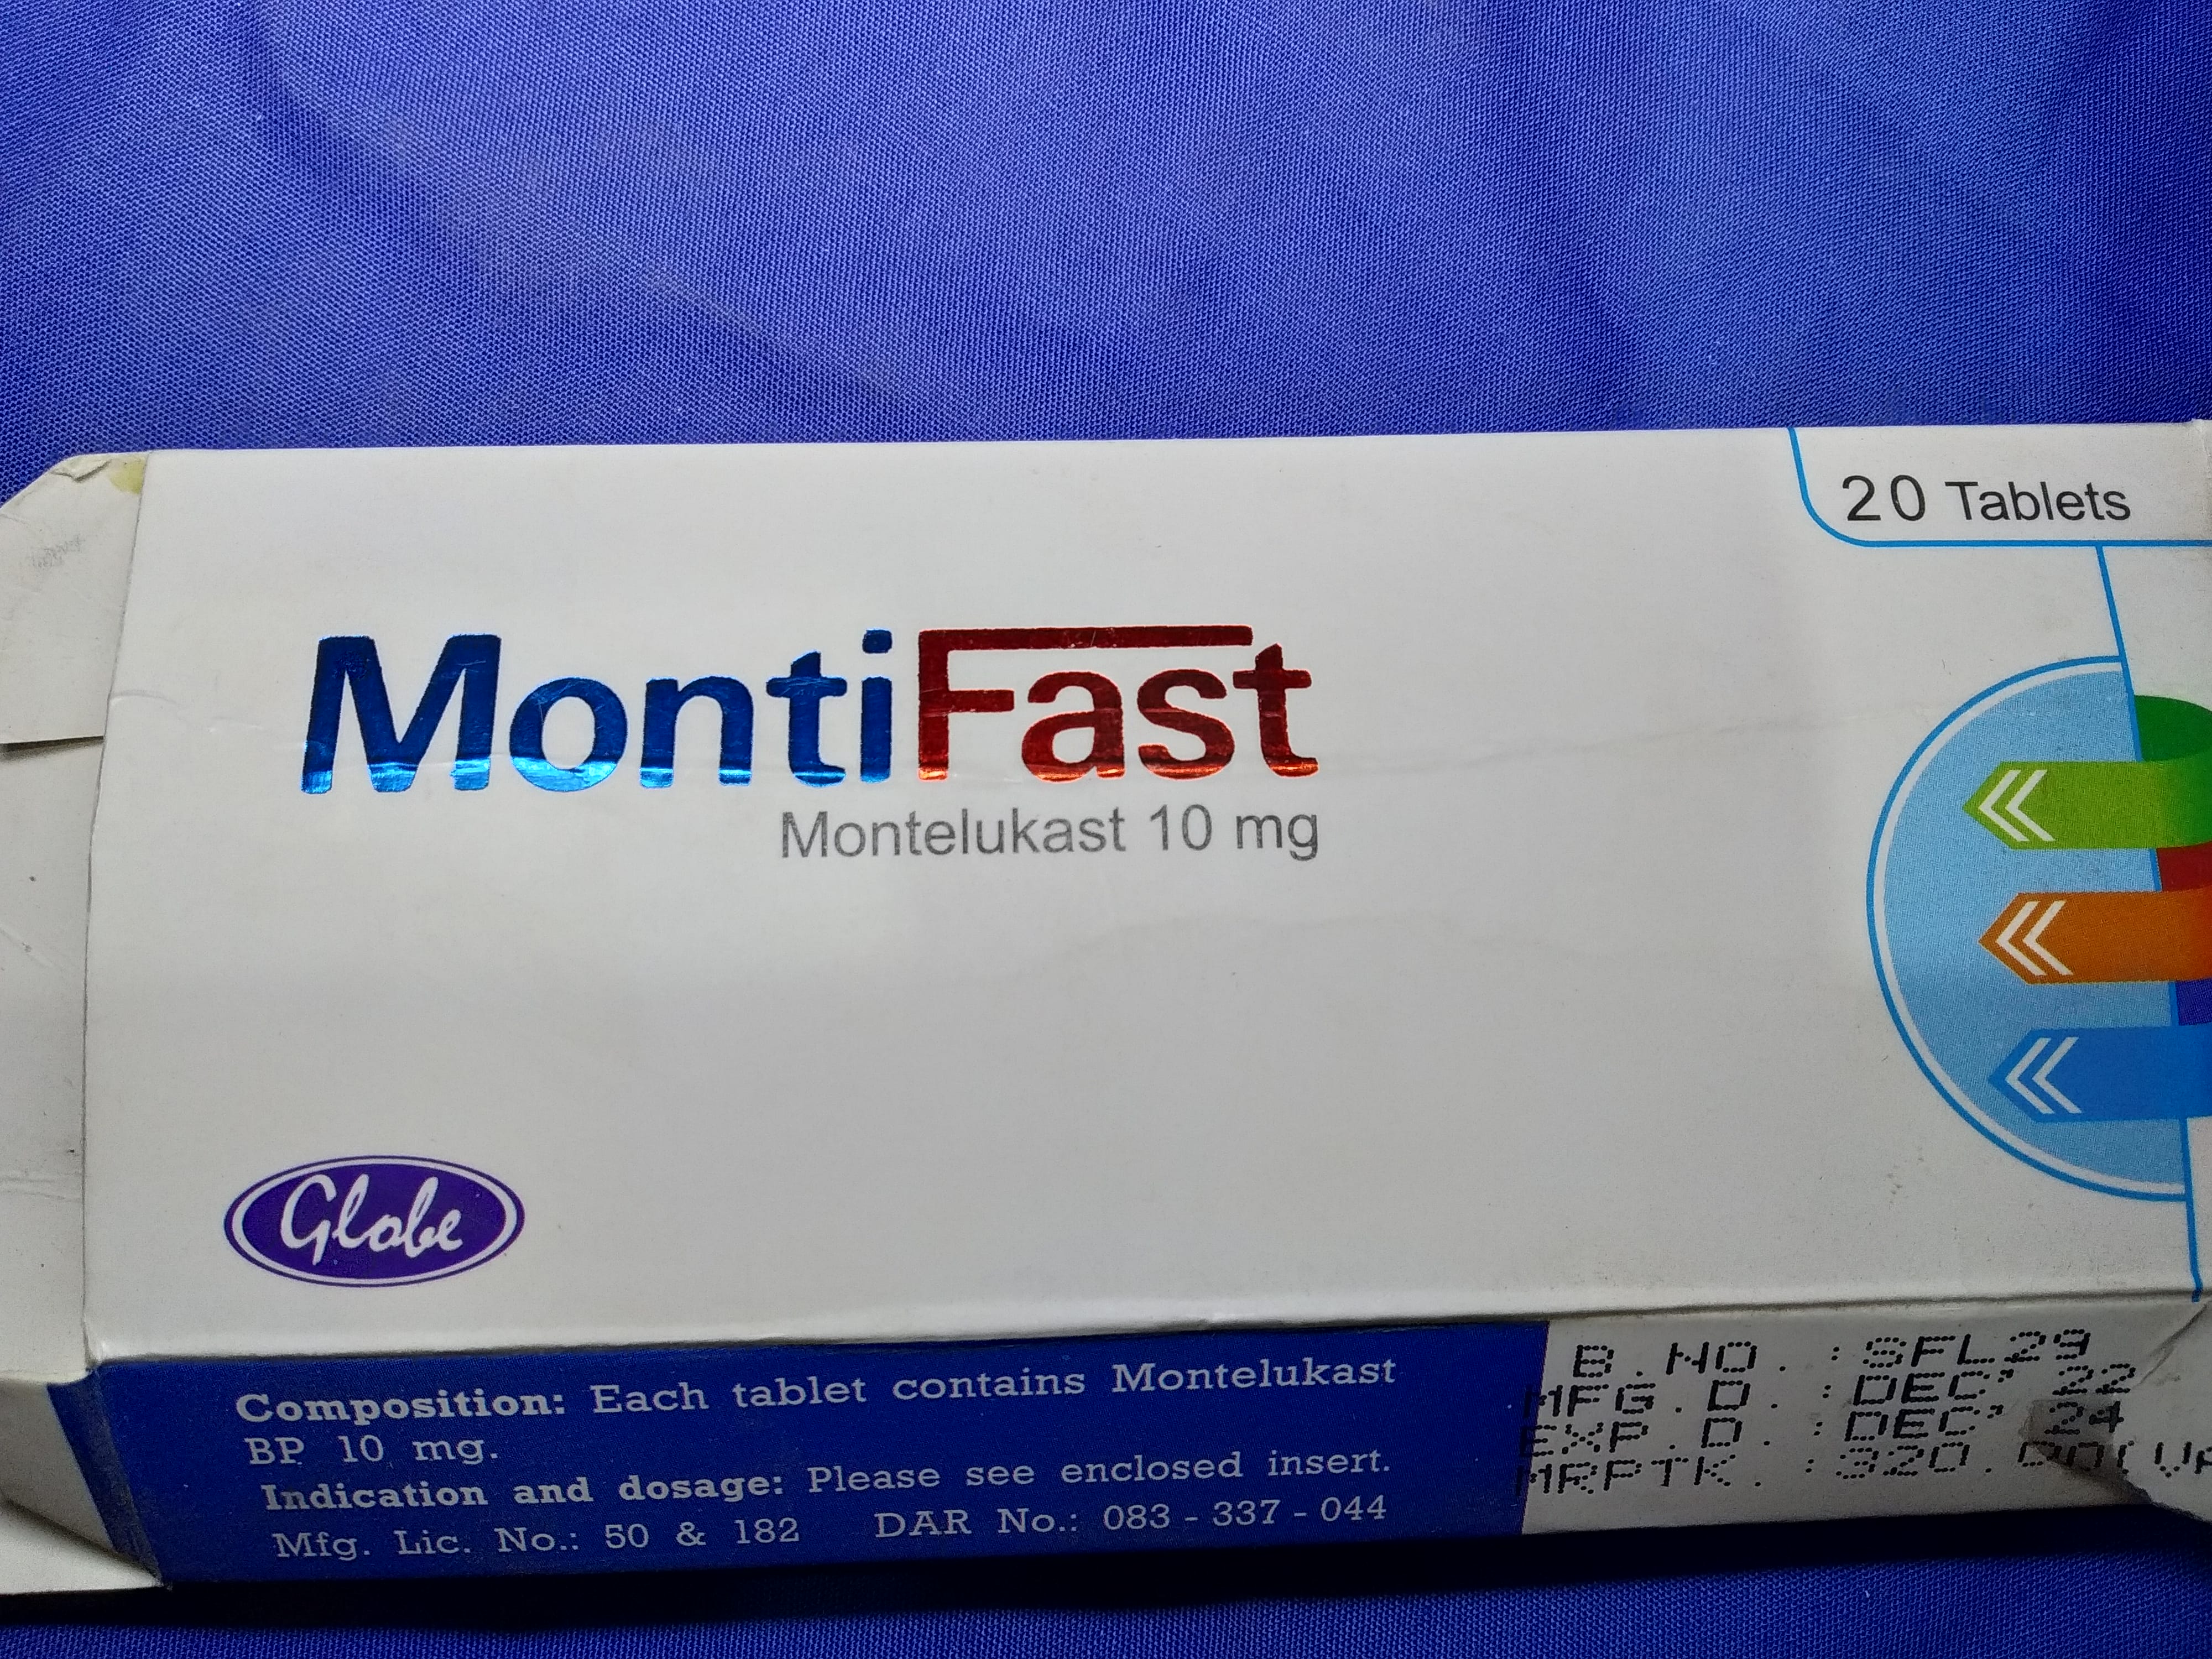 20 Tablets
MontiFast
Montelukast 10 mg
Globe
Composition: Each tablet contains Montelukast
BP 10 mg.
Indication and dosage: Please see enclosed insert.
Mfg. Lic. No.: 50 & 182 DAR No.: 083 - 337 - 044
B.NO. :SFL29
MFG.D. :DEC' 22
EXP.D. :DEC' 24
MRPTK. :320.00